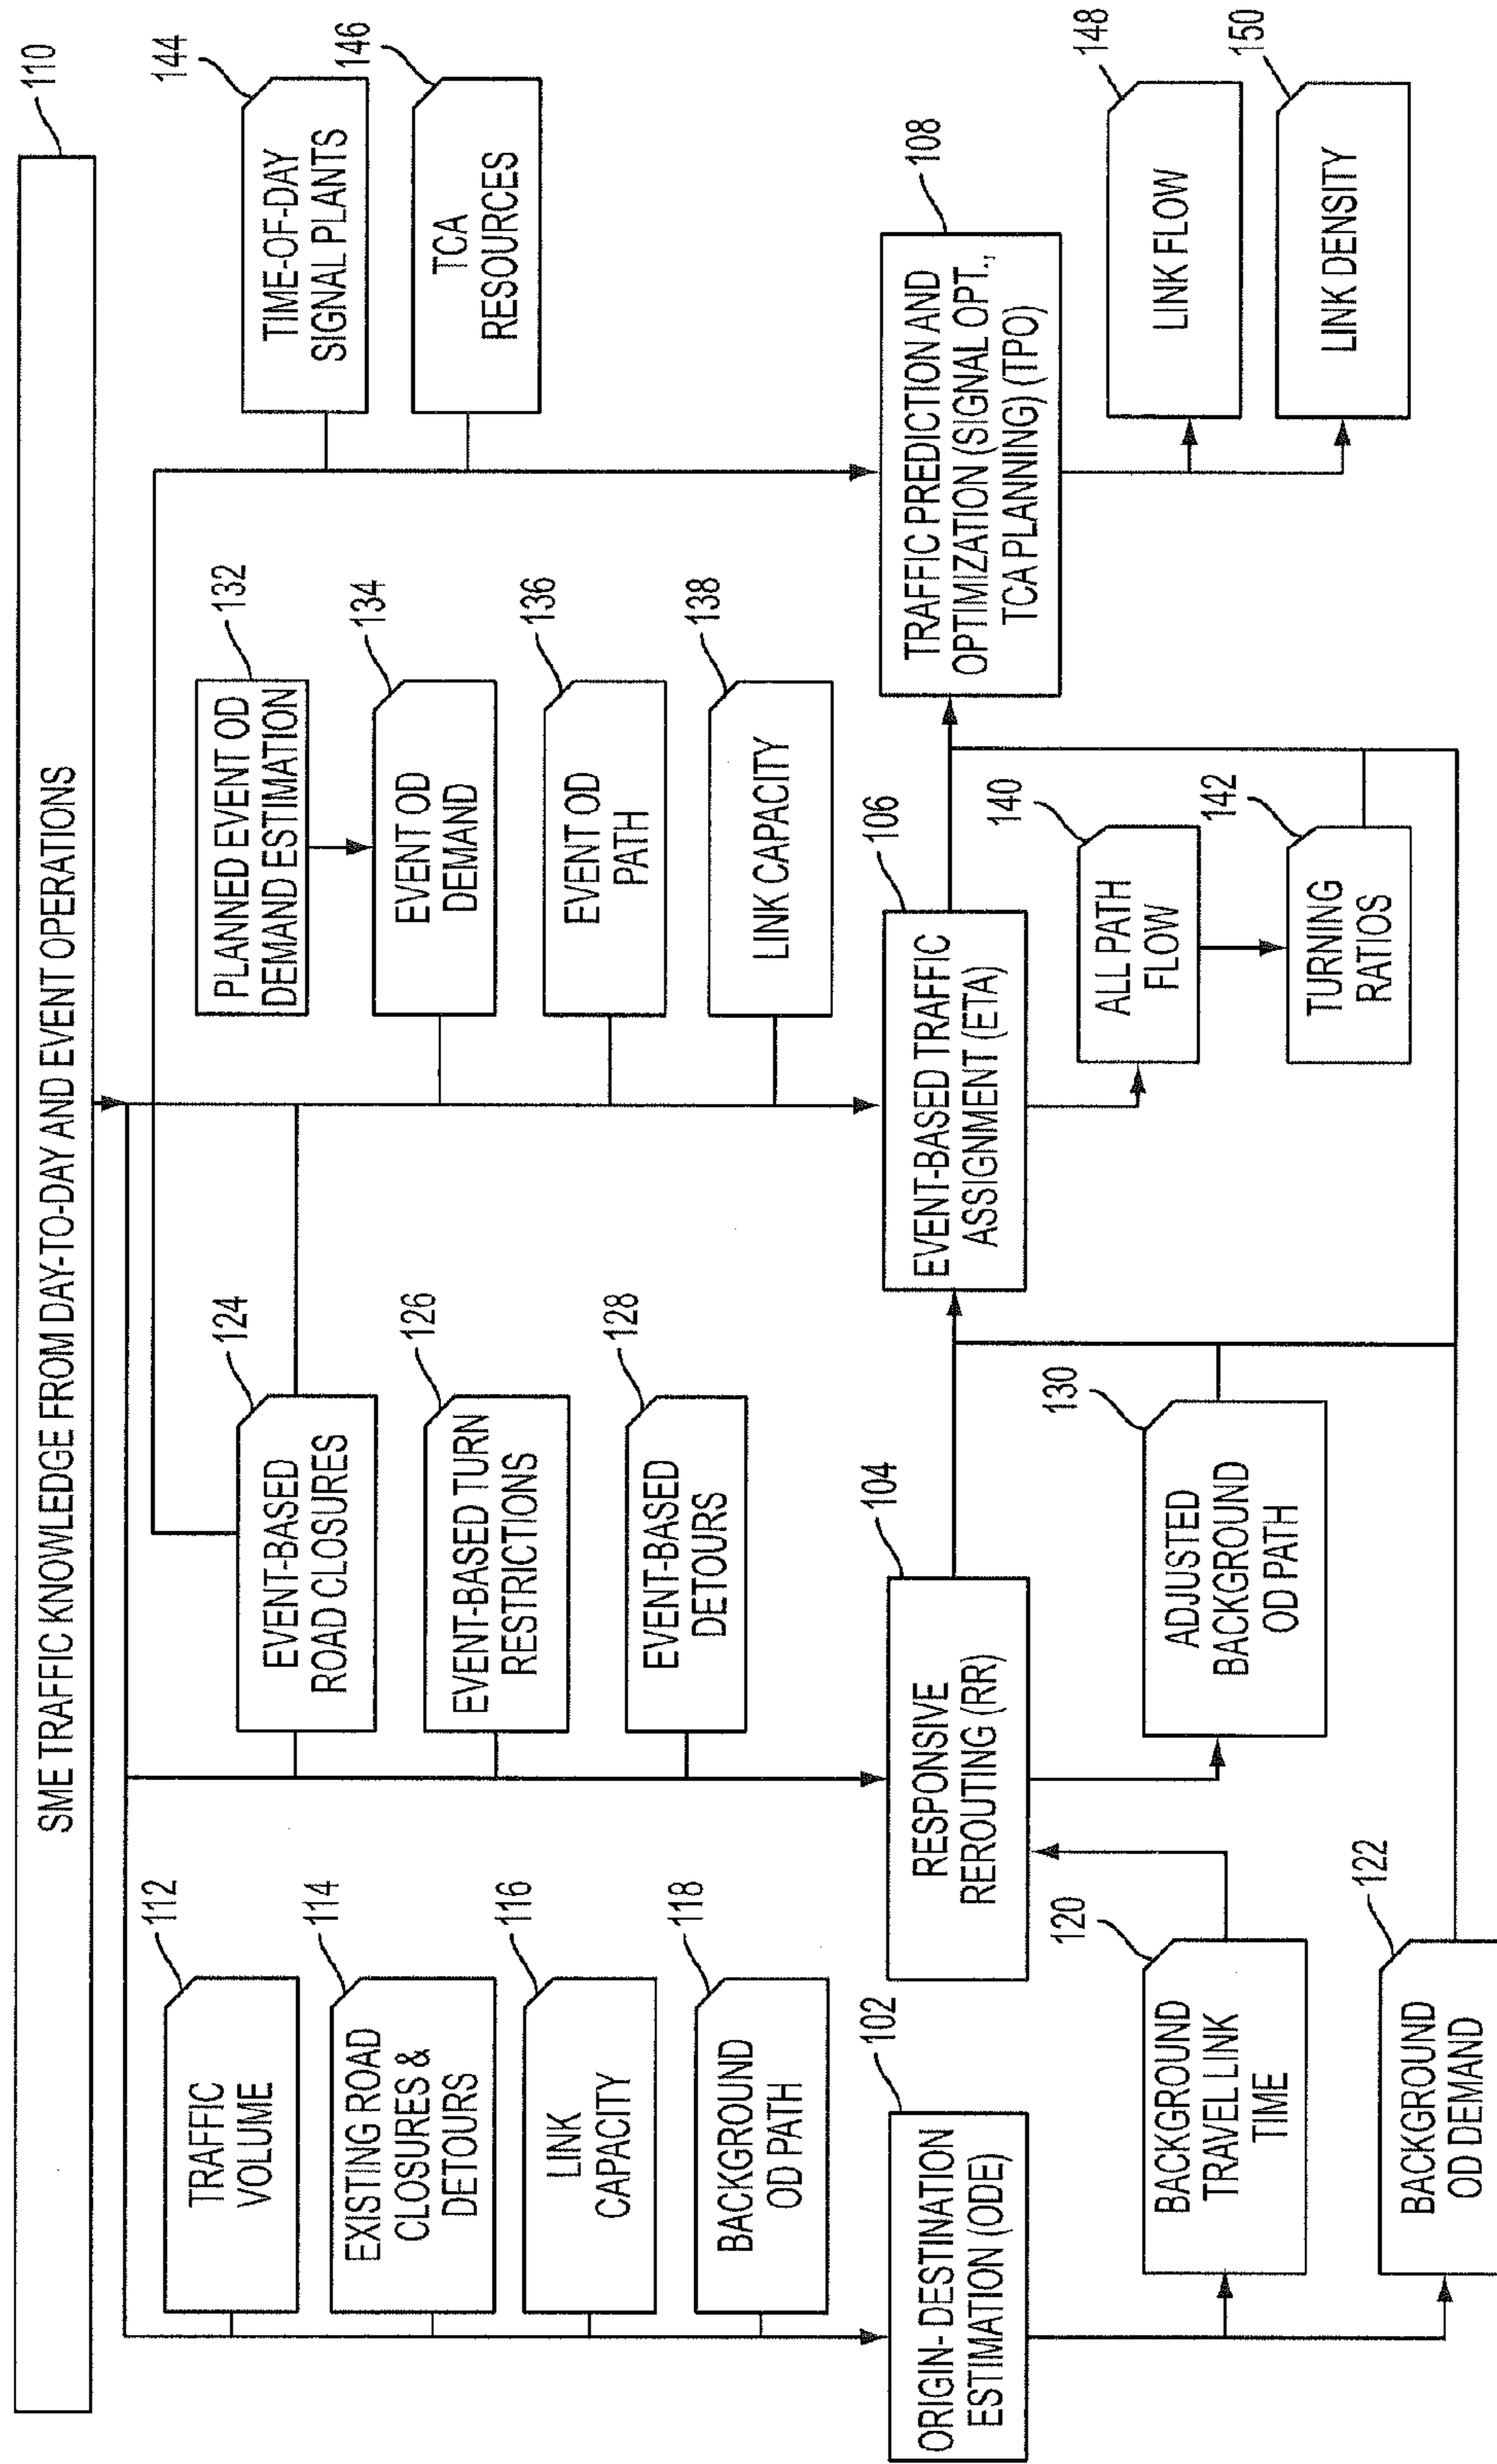 SME TRAFFIC KNOWLEDGE FROM DAY-TO-DAY AND EVENT OPERATIONS
110
TRAFFIC
VOLUME
112
EXISTING ROAD
CLOSURES &
DETOURS
114
LINK
CAPACITY
116
BACKGROUND
OD PATH
118
ORIGIN- DESTINATION
ESTIMATION (ODE)
102
BACKGROUND
TRAVEL LINK
TIME
120
BACKGROUND
OD DEMAND
122
EVENT-BASED
ROAD CLOSURES
124
EVENT-BASED TURN
RESTRICTIONS
126
EVENT-BASED
DETOURS
128
RESPONSIVE
REROUTING (RR)
104
ADJUSTED
BACKGROUND
OD PATH
130
PLANNED EVENT OD
DEMAND ESTIMATION
132
EVENT OD
DEMAND
134
EVENT OD
PATH
136
LINK CAPACITY
138
EVENT-BASED TRAFFIC
ASSIGNMENT (ETA)
106
ALL PATH
FLOW
140
TURNING
RATIOS
142
TIME-OF-DAY
SIGNAL PLANTS
144
TCA
RESOURCES
146
TRAFFIC PREDICTION AND
OPTIMIZATION (SIGNAL OPT.,
TCA PLANNING) (TPO)
108
LINK FLOW
148
LINK DENSITY
150